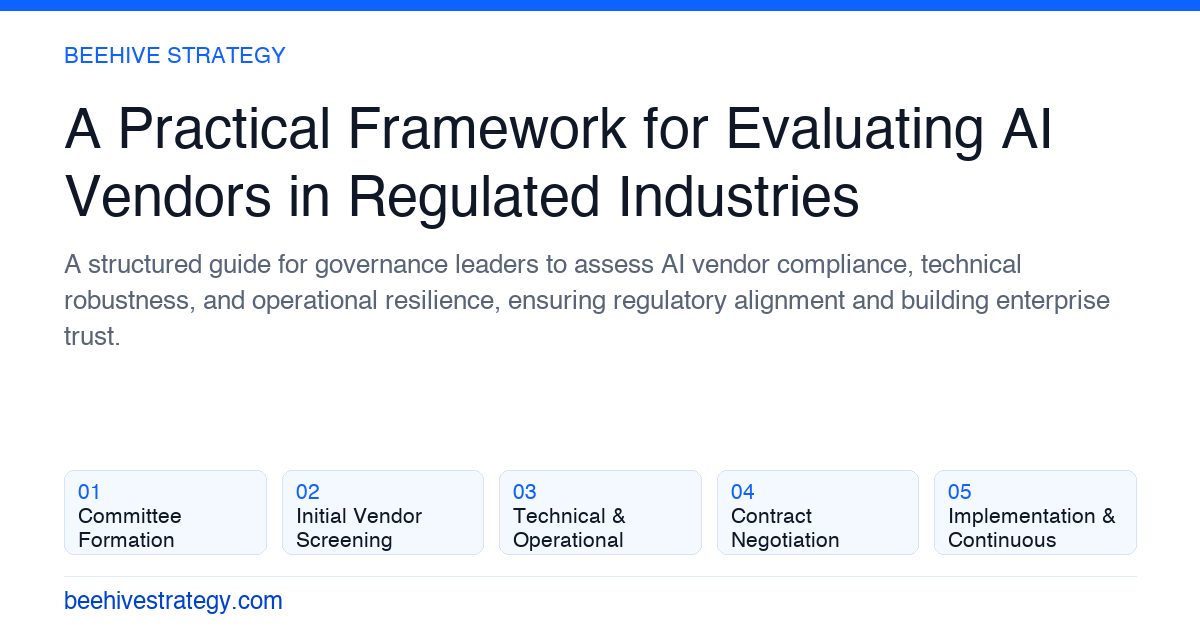 BEEHIVE STRATEGY
A Practical Framework for Evaluating AI
Vendors in Regulated Industries
A structured guide for governance leaders to assess AI vendor compliance, technical
robustness, and operational resilience, ensuring regulatory alignment and building enterprise
trust.
01
Committee
Formation
02
Initial Vendor
Screening
03
Technical &
Operational
04
Contract
Negotiation
05
Implementation &
Continuous
beehivestrategy.com